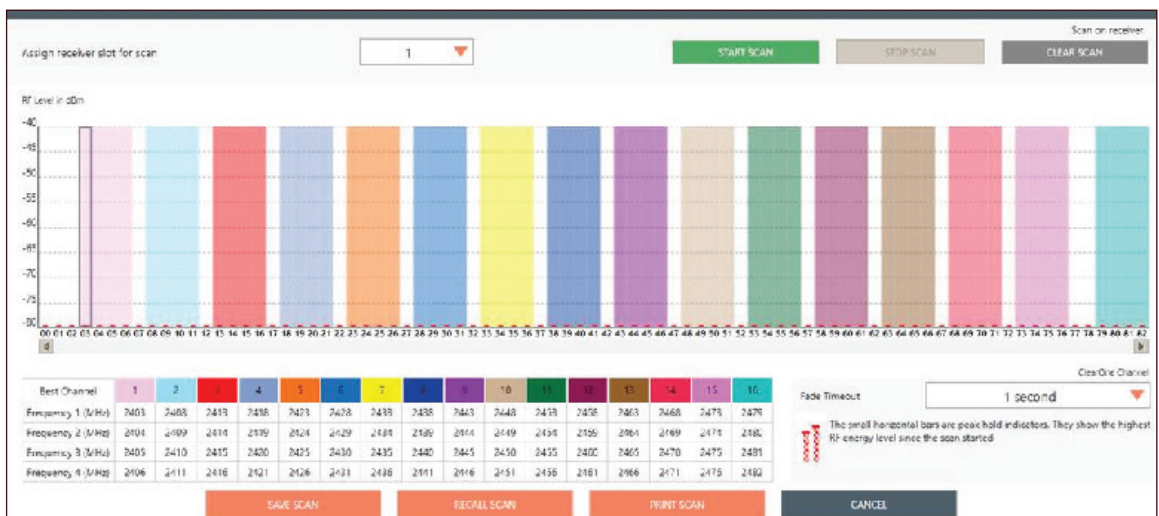 Scan on receiver
Assign receiver slot for scan 1 START SCAN STOP SCAN CLEAR SCAN
RF Level in dBm
-40
-45
-50
-55
-60
-65
-70
-75
-80
00 01 02 03 04 05 06 07 08 09 10 11 12 13 14 15 16 17 18 19 20 21 22 23 24 25 26 27 28 29 30 31 32 33 34 35 36 37 38 39 40 41 42 43 44 45 46 47 48 49 50 51 52 53 54 55 56 57 58 59 60 61 62 63 64 65 66 67 68 69 70 71 72 73 74 75 76 77 78 79 80 81 82
ClearOne Channel
Best Channel 1 2 3 4 5 6 7 8 9 10 11 12 13 14 15 16
Fade Timeout 1 second
Frequency 1 (MHz) 2403 2408 2413 2418 2423 2428 2433 2438 2443 2448 2453 2458 2463 2468 2473 2479
Frequency 2 (MHz) 2404 2409 2414 2419 2424 2429 2434 2439 2444 2449 2454 2459 2464 2469 2474 2480
Frequency 3 (MHz) 2405 2410 2415 2420 2425 2430 2435 2440 2445 2450 2455 2460 2465 2470 2475 2481
Frequency 4 (MHz) 2406 2411 2416 2421 2426 2431 2436 2441 2446 2451 2456 2461 2466 2471 2476 2482
The small horizontal bars are peak hold indicators. They show the highest
RF energy level since the scan started
SAVE SCAN RECALL SCAN PRINT SCAN CANCEL